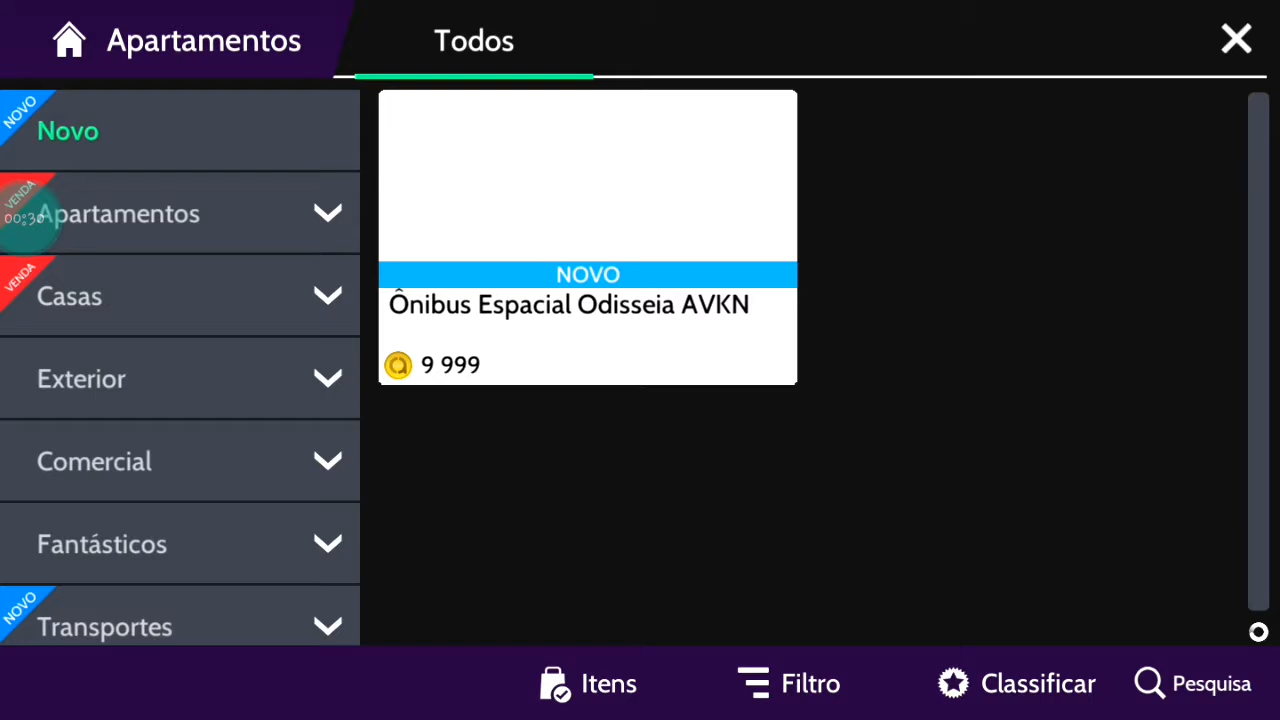 Apartamentos
Todos
NOVO
Novo
VENDA
00:30
Apartamentos
VENDA
Casas
Exterior
Comercial
Fantásticos
NOVO
Transportes
NOVO
Ônibus Espacial Odisseia AVKN
9 999
Itens
Filtro
Classificar
Pesquisa